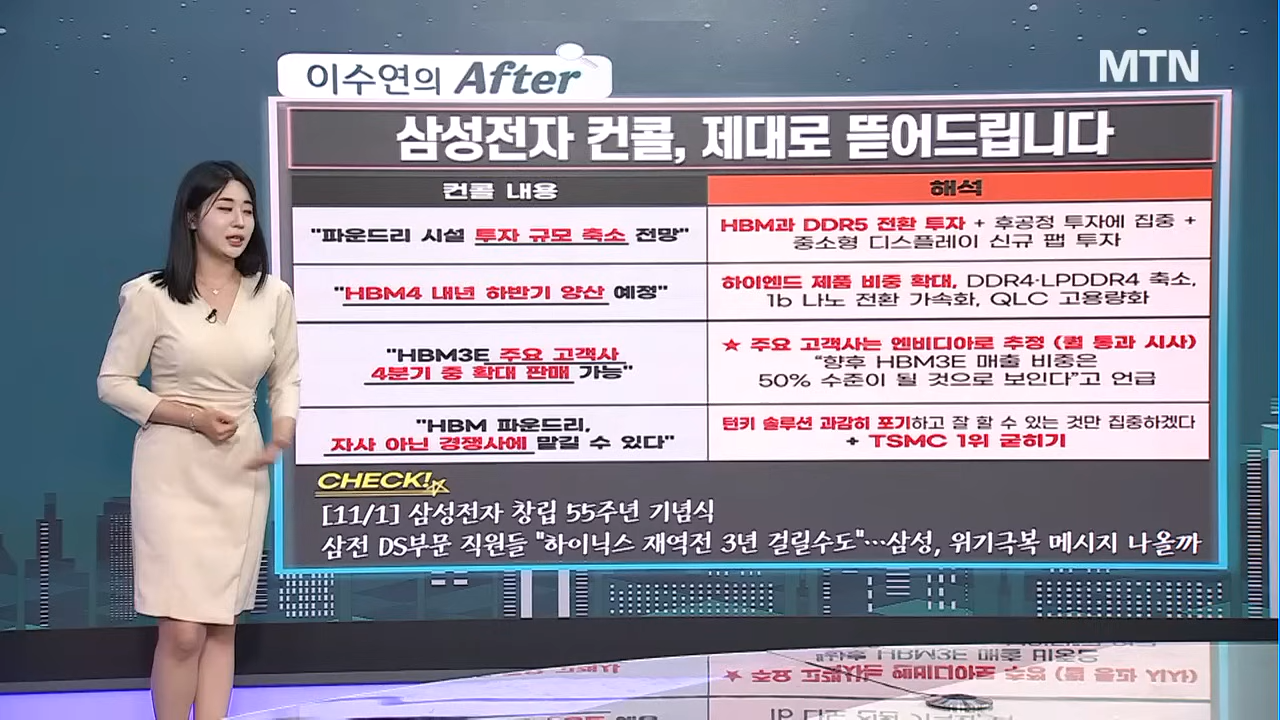 MTN
이수연의 After
삼성전자 컨콜, 제대로 뜯어드립니다
컨콜 내용
해석
"파운드리 시설 투자 규모 축소 전망"
HBM과 DDR5 전환 투자 + 후공정 투자에 집중 +
중소형 디스플레이 신규 팹 투자
"HBM4 내년 하반기 양산 예정"
하이엔드 제품 비중 확대, DDR4·LPDDR4 축소,
1b 나노 전환 가속화, QLC 고용량화
"HBM3E 주요 고객사
4분기 중 확대 판매 가능"
★ 주요 고객사는 엔비디아로 추정 (퀄 통과 시사)
“향후 HBM3E 매출 비중은
50% 수준이 될 것으로 보인다”고 언급
"HBM 파운드리,
자사 아닌 경쟁사에 맡길 수 있다"
턴키 솔루션 과감히 포기하고 잘 할 수 있는 것만 집중하겠다
+ TSMC 1위 굳히기
CHECK!
[11/1] 삼성전자 창립 55주년 기념식
삼전 DS부문 직원들 "하이닉스 재역전 3년 걸릴수도"…삼성, 위기극복 메시지 나올까